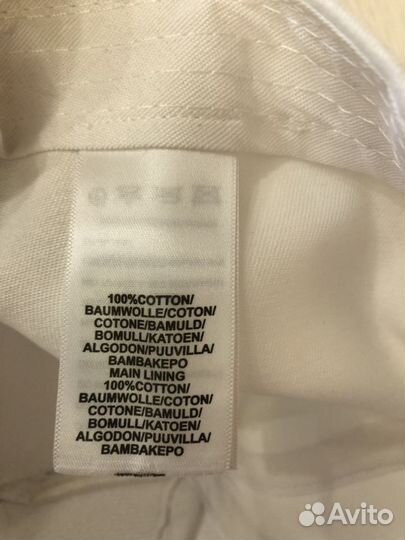 100%COTTON/
BAUMWOLLE/COTON/
COTONE/BAMULD/
BOMULL/KATOEN/
ALGODON/PUUVILLA/
BAMBAKEPO
MAIN LINING
100%COTTON/
BAUMWOLLE/COTON/
COTONE/BAMULD/
BOMULL/KATOEN/
ALGODON/PUUVILLA/
BAMBAKEPO
Avito